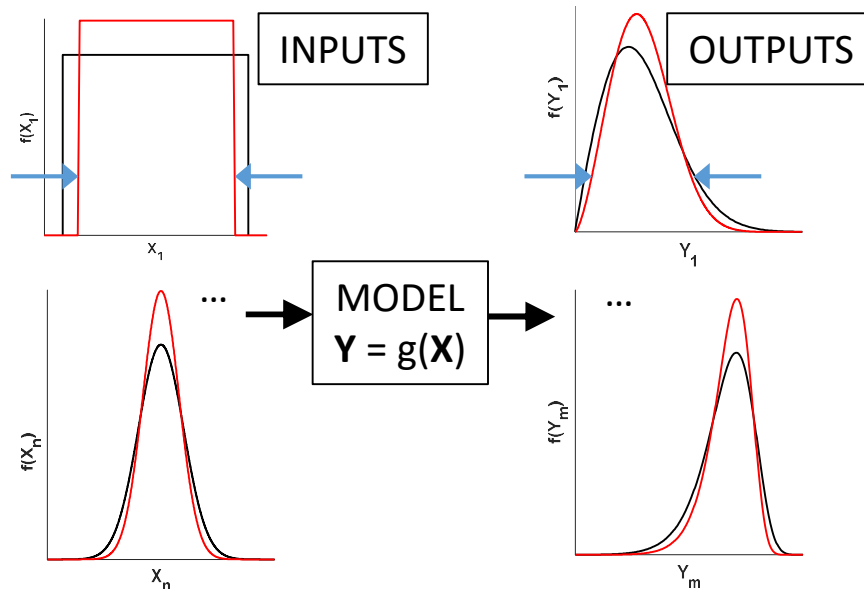 INPUTS
OUTPUTS
f(X₁)
X₁
f(Y₁)
Y₁
...
MODEL
Y = g(X)
...
f(Xₙ)
Xₙ
f(Yₘ)
Yₘ